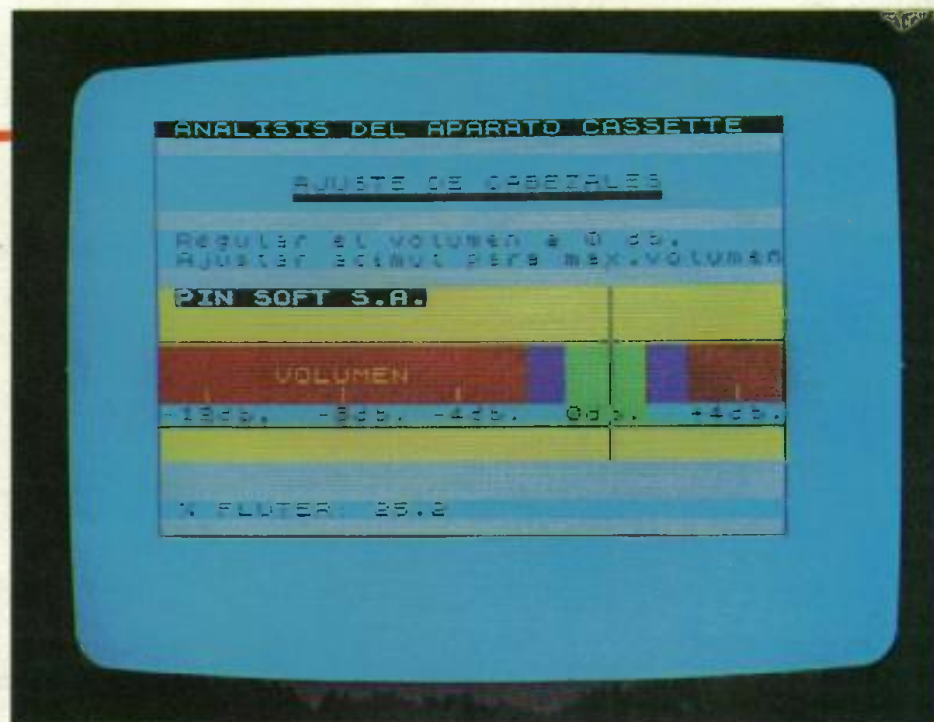 ANALISIS DEL APARATO CASSETTE
AJUSTE DE CABEZALES
Regular el volumen a 0 db.
Ajustar acimut para max.volumen
PIN SOFT S.A.
VOLUMEN
-4db. 0db. +4db.
% FLUTER: 25.2